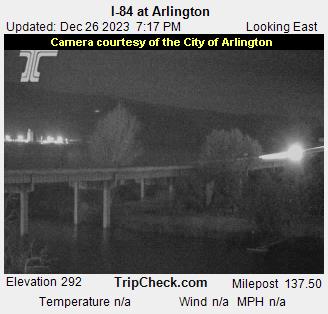 I-84 at Arlington
Updated: Dec 26 2023 7:17 PM Looking East
Camera courtesy of the City of Arlington
Elevation 292 TripCheck.com Milepost 137.50
Temperature n/a Wind n/a MPH n/a